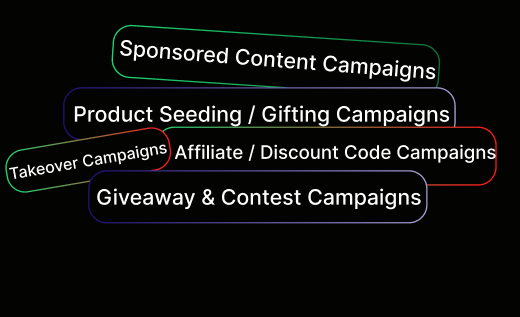 Sponsored Content Campaigns
Product Seeding / Gifting Campaigns
Affiliate / Discount Code Campaigns
Takeover Campaigns
Giveaway & Contest Campaigns